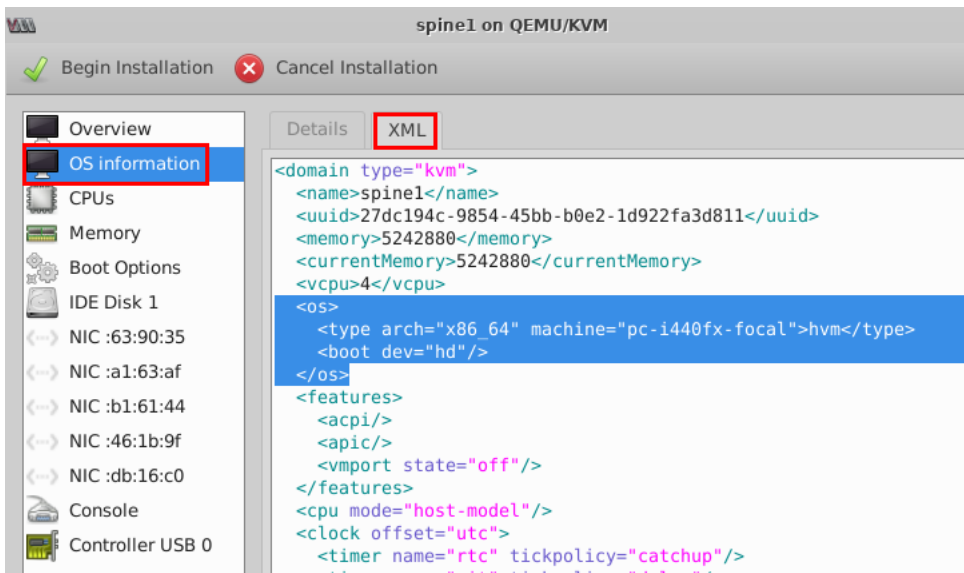 spine1 on QEMU/KVM
Begin Installation
Cancel Installation
Overview
OS information
CPUs
Memory
Boot Options
IDE Disk 1
NIC :63:90:35
NIC :a1:63:af
NIC :b1:61:44
NIC :46:1b:9f
NIC :db:16:c0
Console
Controller USB 0
Details
XML
<domain type="kvm">
  <name>spine1</name>
  <uuid>27dc194c-9854-45bb-b0e2-1d922fa3d811</uuid>
  <memory>5242880</memory>
  <currentMemory>5242880</currentMemory>
  <vcpu>4</vcpu>
  <os>
    <type arch="x86_64" machine="pc-i440fx-focal">hvm</type>
    <boot dev="hd"/>
  </os>
  <features>
    <acpi/>
    <apic/>
    <vmport state="off"/>
  </features>
  <cpu mode="host-model"/>
  <clock offset="utc">
    <timer name="rtc" tickpolicy="catchup"/>